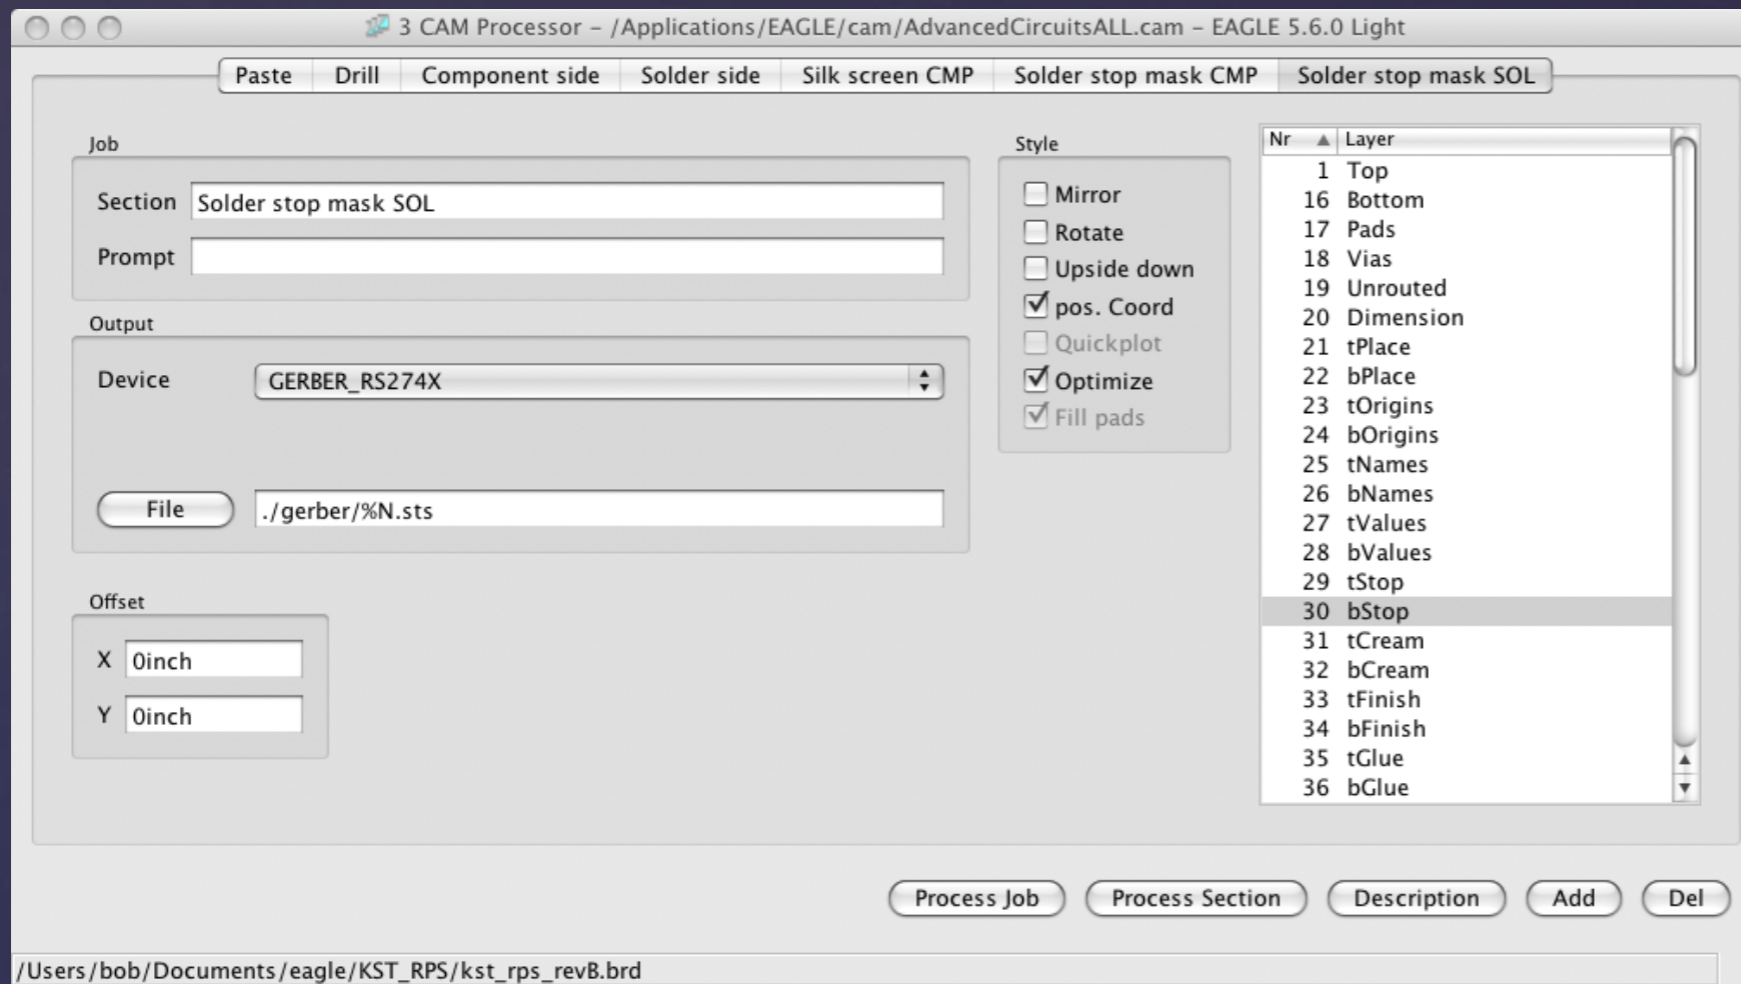 3 CAM Processor – /Applications/EAGLE/cam/AdvancedCircuitsALL.cam – EAGLE 5.6.0 Light
Paste Drill Component side Solder side Silk screen CMP Solder stop mask CMP Solder stop mask SOL
Job
Section Solder stop mask SOL
Prompt
Output
Device GERBER_RS274X
File ./gerber/%N.sts
Offset
X 0inch
Y 0inch
Style
Mirror
Rotate
Upside down
pos. Coord
Quickplot
Optimize
Fill pads
Nr Layer
1 Top
16 Bottom
17 Pads
18 Vias
19 Unrouted
20 Dimension
21 tPlace
22 bPlace
23 tOrigins
24 bOrigins
25 tNames
26 bNames
27 tValues
28 bValues
29 tStop
30 bStop
31 tCream
32 bCream
33 tFinish
34 bFinish
35 tGlue
36 bGlue
Process Job Process Section Description Add Del
/Users/bob/Documents/eagle/KST_RPS/kst_rps_revB.brd